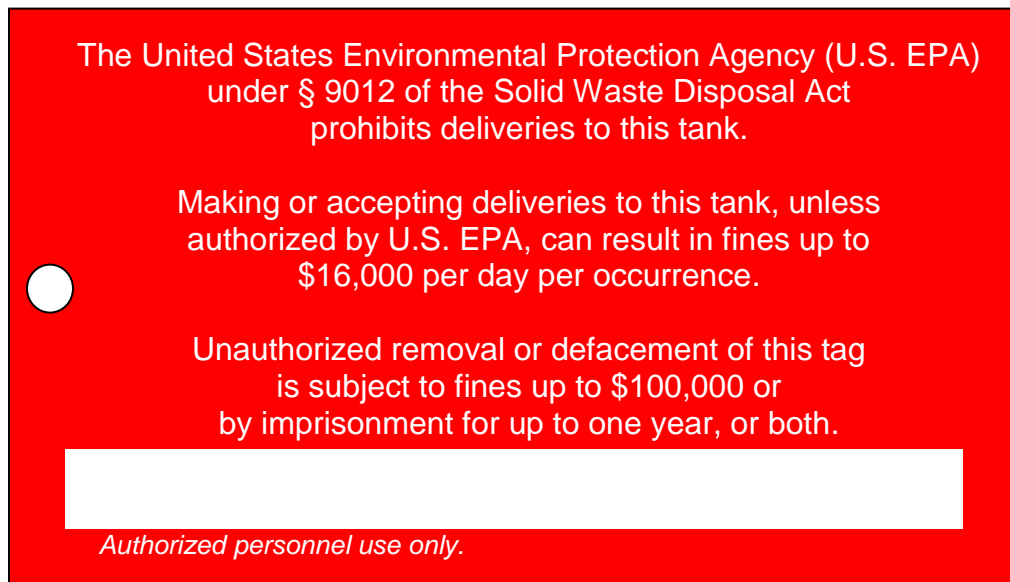 The United States Environmental Protection Agency (U.S. EPA)
under § 9012 of the Solid Waste Disposal Act
prohibits deliveries to this tank.
Making or accepting deliveries to this tank, unless
authorized by U.S. EPA, can result in fines up to
$16,000 per day per occurrence.
Unauthorized removal or defacement of this tag
is subject to fines up to $100,000 or
by imprisonment for up to one year, or both.
Authorized personnel use only.